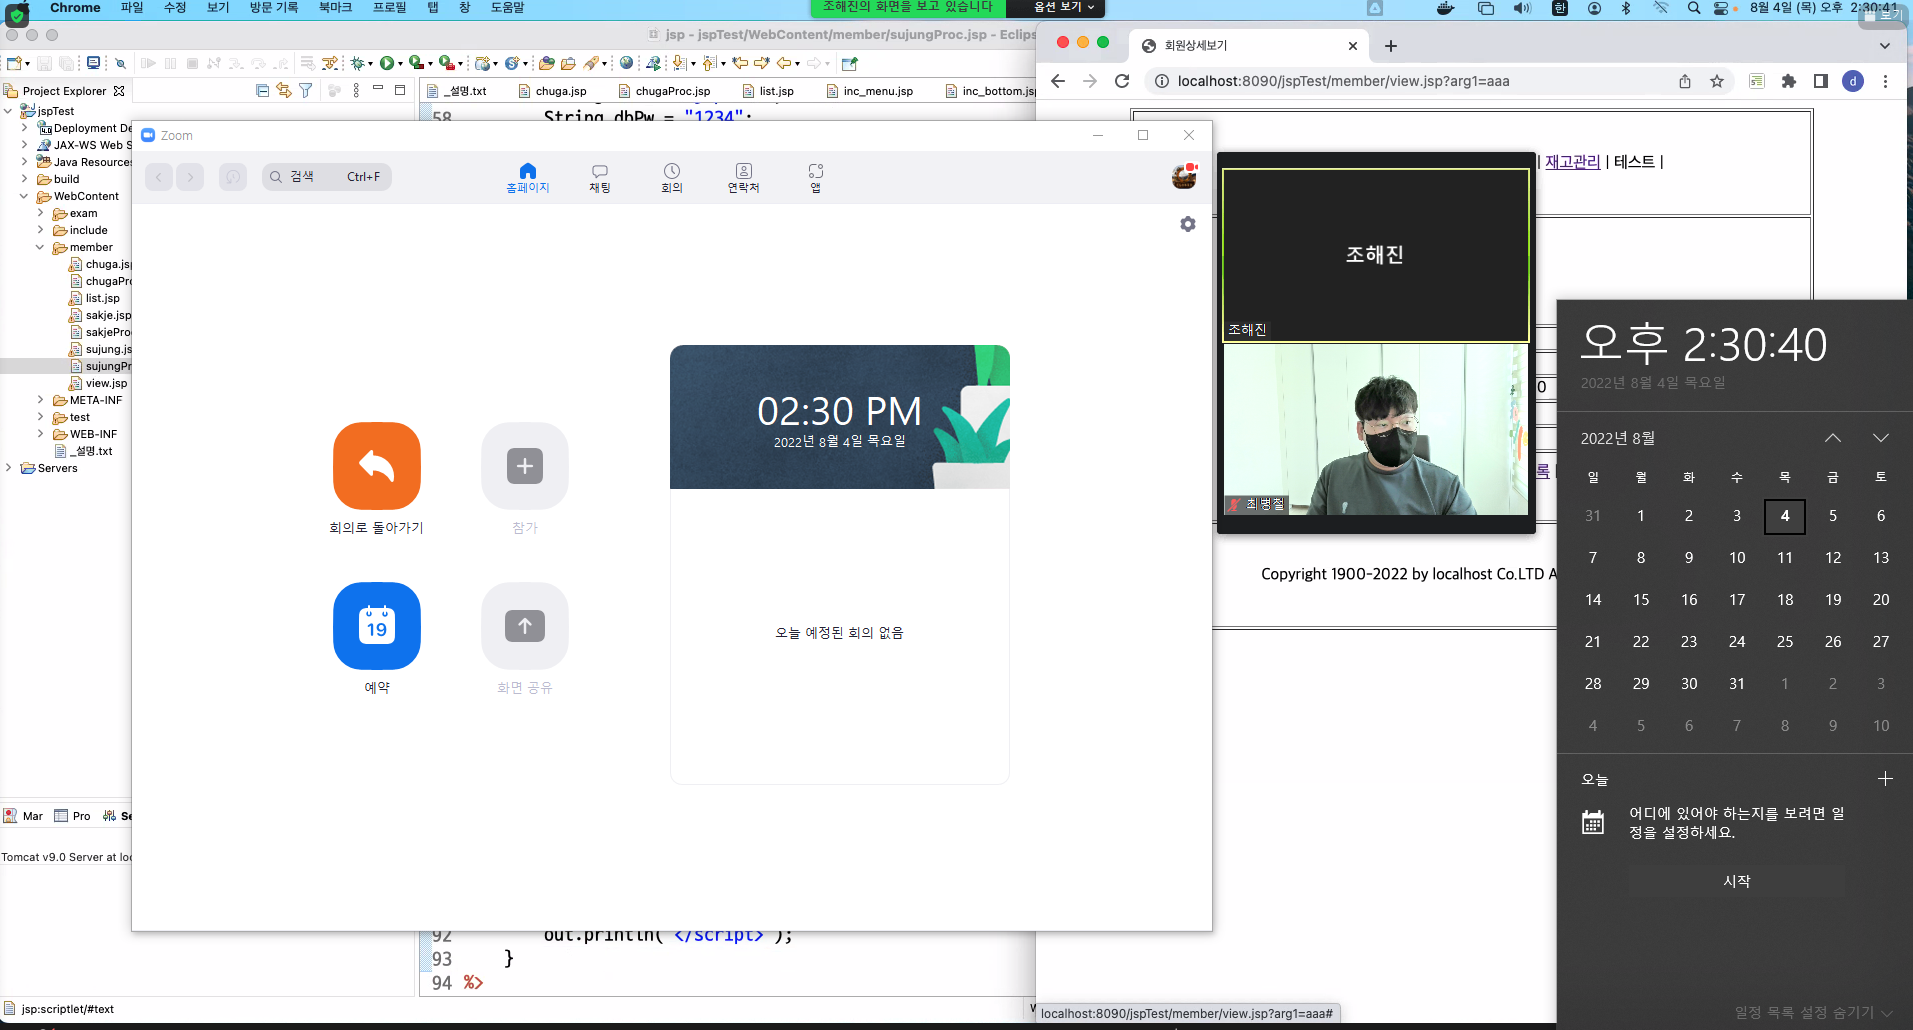 Chrome 파일 수정 보기 방문 기록 북마크 프로필 탭 창 도움말
조해진의 화면을 보고 있습니다 옵션 보기
한 8월 4일 (목) 오후 2:30:41
보기
jsp - jspTest/WebContent/member/sujungProc.jsp - Eclips
Project Explorer
jspTest
Deployment De
JAX-WS Web S
Java Resources
build
WebContent
exam
include
member
chuga.jsp
chugaPro
list.jsp
sakje.jsp
sakjePro
sujung.js
sujungPr
view.jsp
META-INF
test
WEB-INF
_설명.txt
Servers
Mar Pro Se
Tomcat v9.0 Server at loc
jsp:scriptlet/#text
_설명.txt chuga.jsp chugaProc.jsp list.jsp inc_menu.jsp inc_bottom.jsp
58 String dbPw = "1234";
92 out.println("</script>");
93 }
94 %>
Zoom
검색 Ctrl+F
홈페이지 채팅 회의 연락처 앱
회의로 돌아가기
참가
19
예약
화면 공유
02:30 PM
2022년 8월 4일 목요일
오늘 예정된 회의 없음
회원상세보기
localhost:8090/jspTest/member/view.jsp?arg1=aaa
d
| 재고관리 | 테스트 |
0
록
Copyright 1900-2022 by localhost Co.LTD A
localhost:8090/jspTest/member/view.jsp?arg1=aaa#
조해진
조해진
최병철
오후 2:30:40
2022년 8월 4일 목요일
2022년 8월
일 월 화 수 목 금 토
31 1 2 3 4 5 6
7 8 9 10 11 12 13
14 15 16 17 18 19 20
21 22 23 24 25 26 27
28 29 30 31 1 2 3
4 5 6 7 8 9 10
오늘
어디에 있어야 하는지를 보려면 일
정을 설정하세요.
시작
일정 목록 설정 숨기기